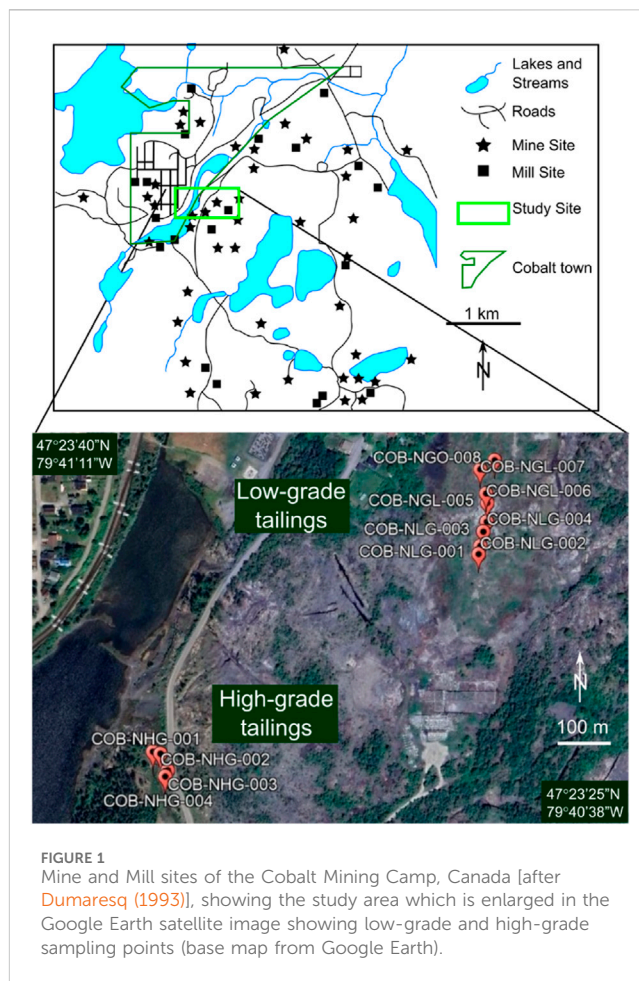 Lakes and
Streams
Roads
Mine Site
Mill Site
Study Site
Cobalt town
1 km
N
47°23'40"N
79°41'11"W
COB-NGO-008
COB-NGL-007
Low-grade
tailings
COB-NGL-005
COB-NGL-006
COB-NLG-003
COB-NLG-004
COB-NLG-001
COB-NLG-002
High-grade
tailings
N
100 m
COB-NHG-001
COB-NHG-002
COB-NHG-003
COB-NHG-004
47°23'25"N
79°40'38"W
FIGURE 1
Mine and Mill sites of the Cobalt Mining Camp, Canada [after
Dumaresq (1993)], showing the study area which is enlarged in the
Google Earth satellite image showing low-grade and high-grade
sampling points (base map from Google Earth).